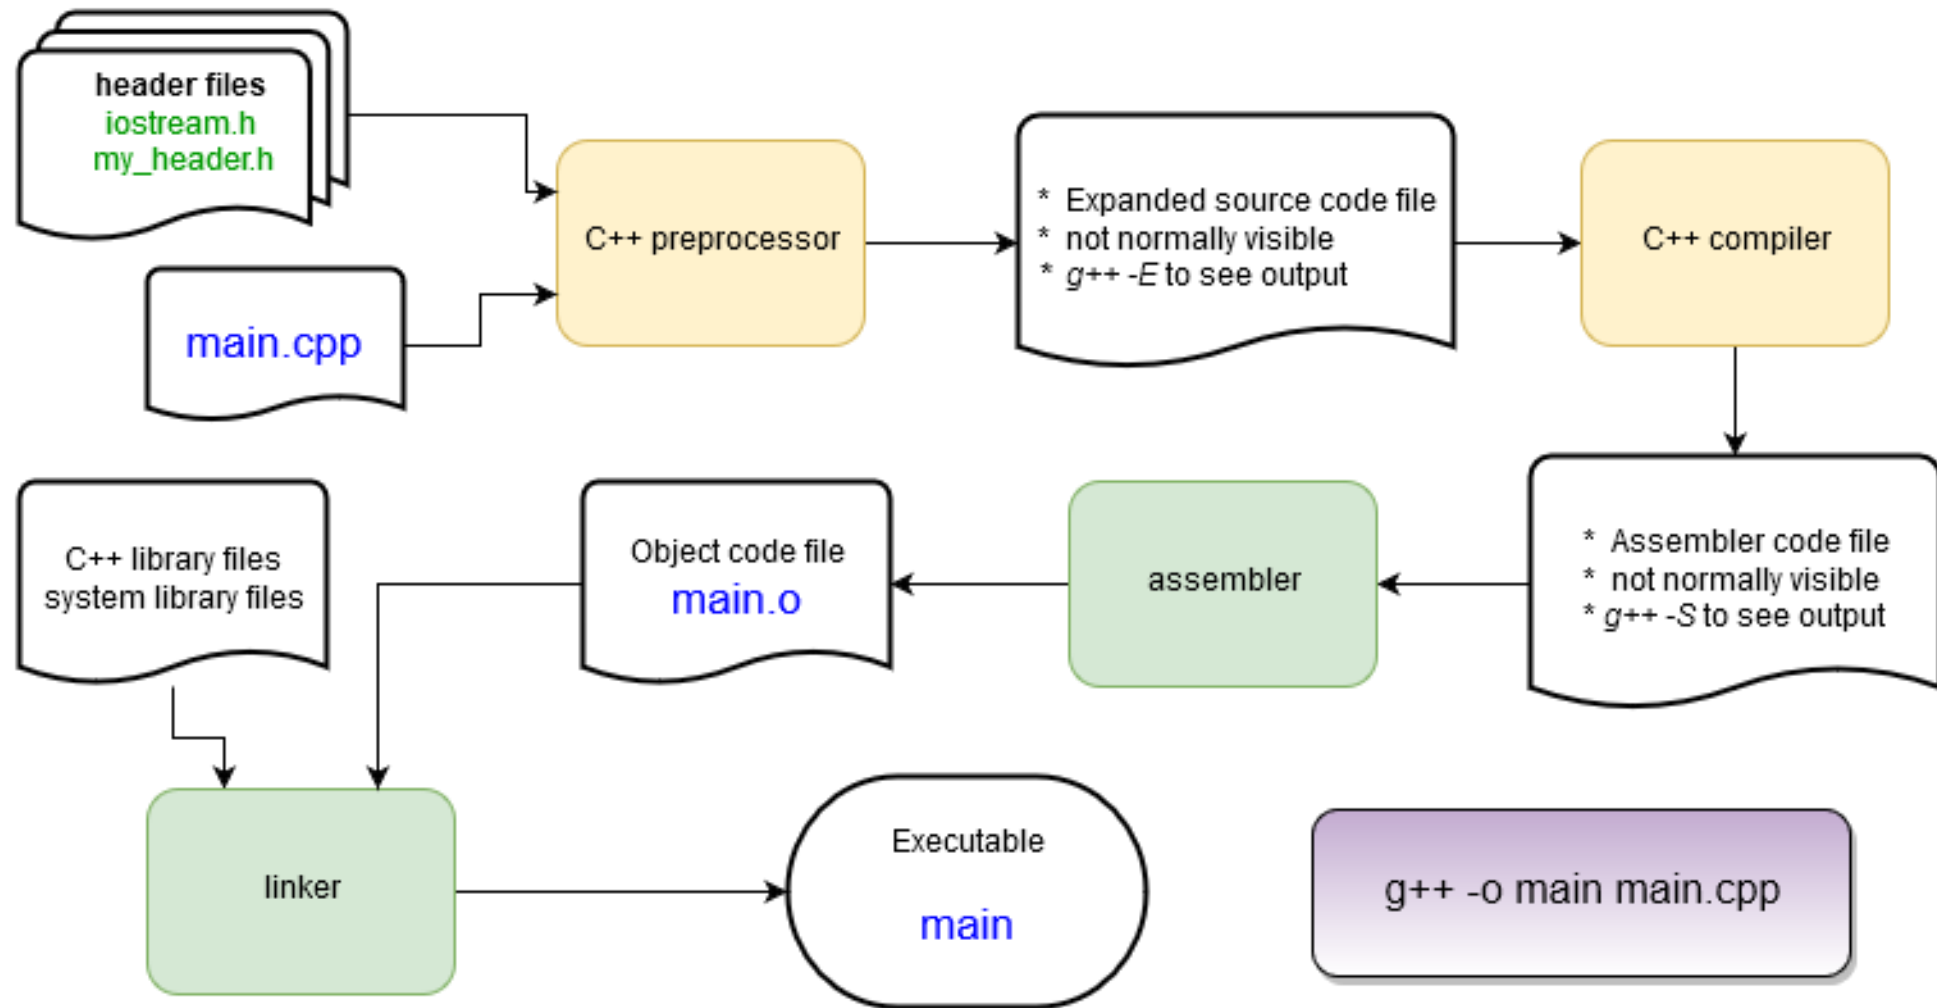 header files
iostream.h
my_header.h
main.cpp
C++ preprocessor
* Expanded source code file
* not normally visible
* g++ -E to see output
C++ compiler
C++ library files
system library files
Object code file
main.o
assembler
* Assembler code file
* not normally visible
* g++ -S to see output
linker
Executable
main
g++ -o main main.cpp